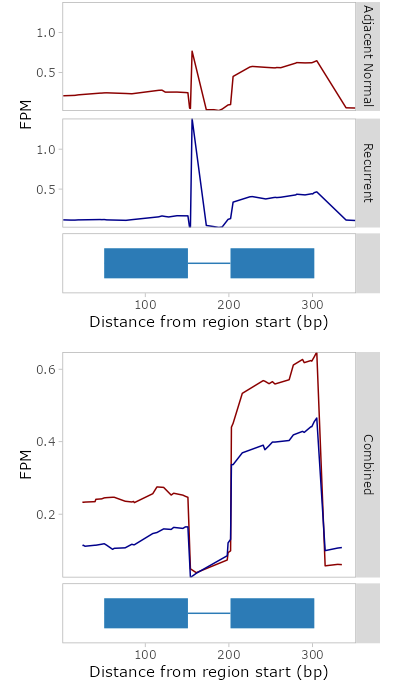 Adjacent Normal
1.0
0.5
FPM
Recurrent
1.0
0.5
100
200
300
Distance from region start (bp)
0.6
0.4
0.2
FPM
Combined
100
200
300
Distance from region start (bp)